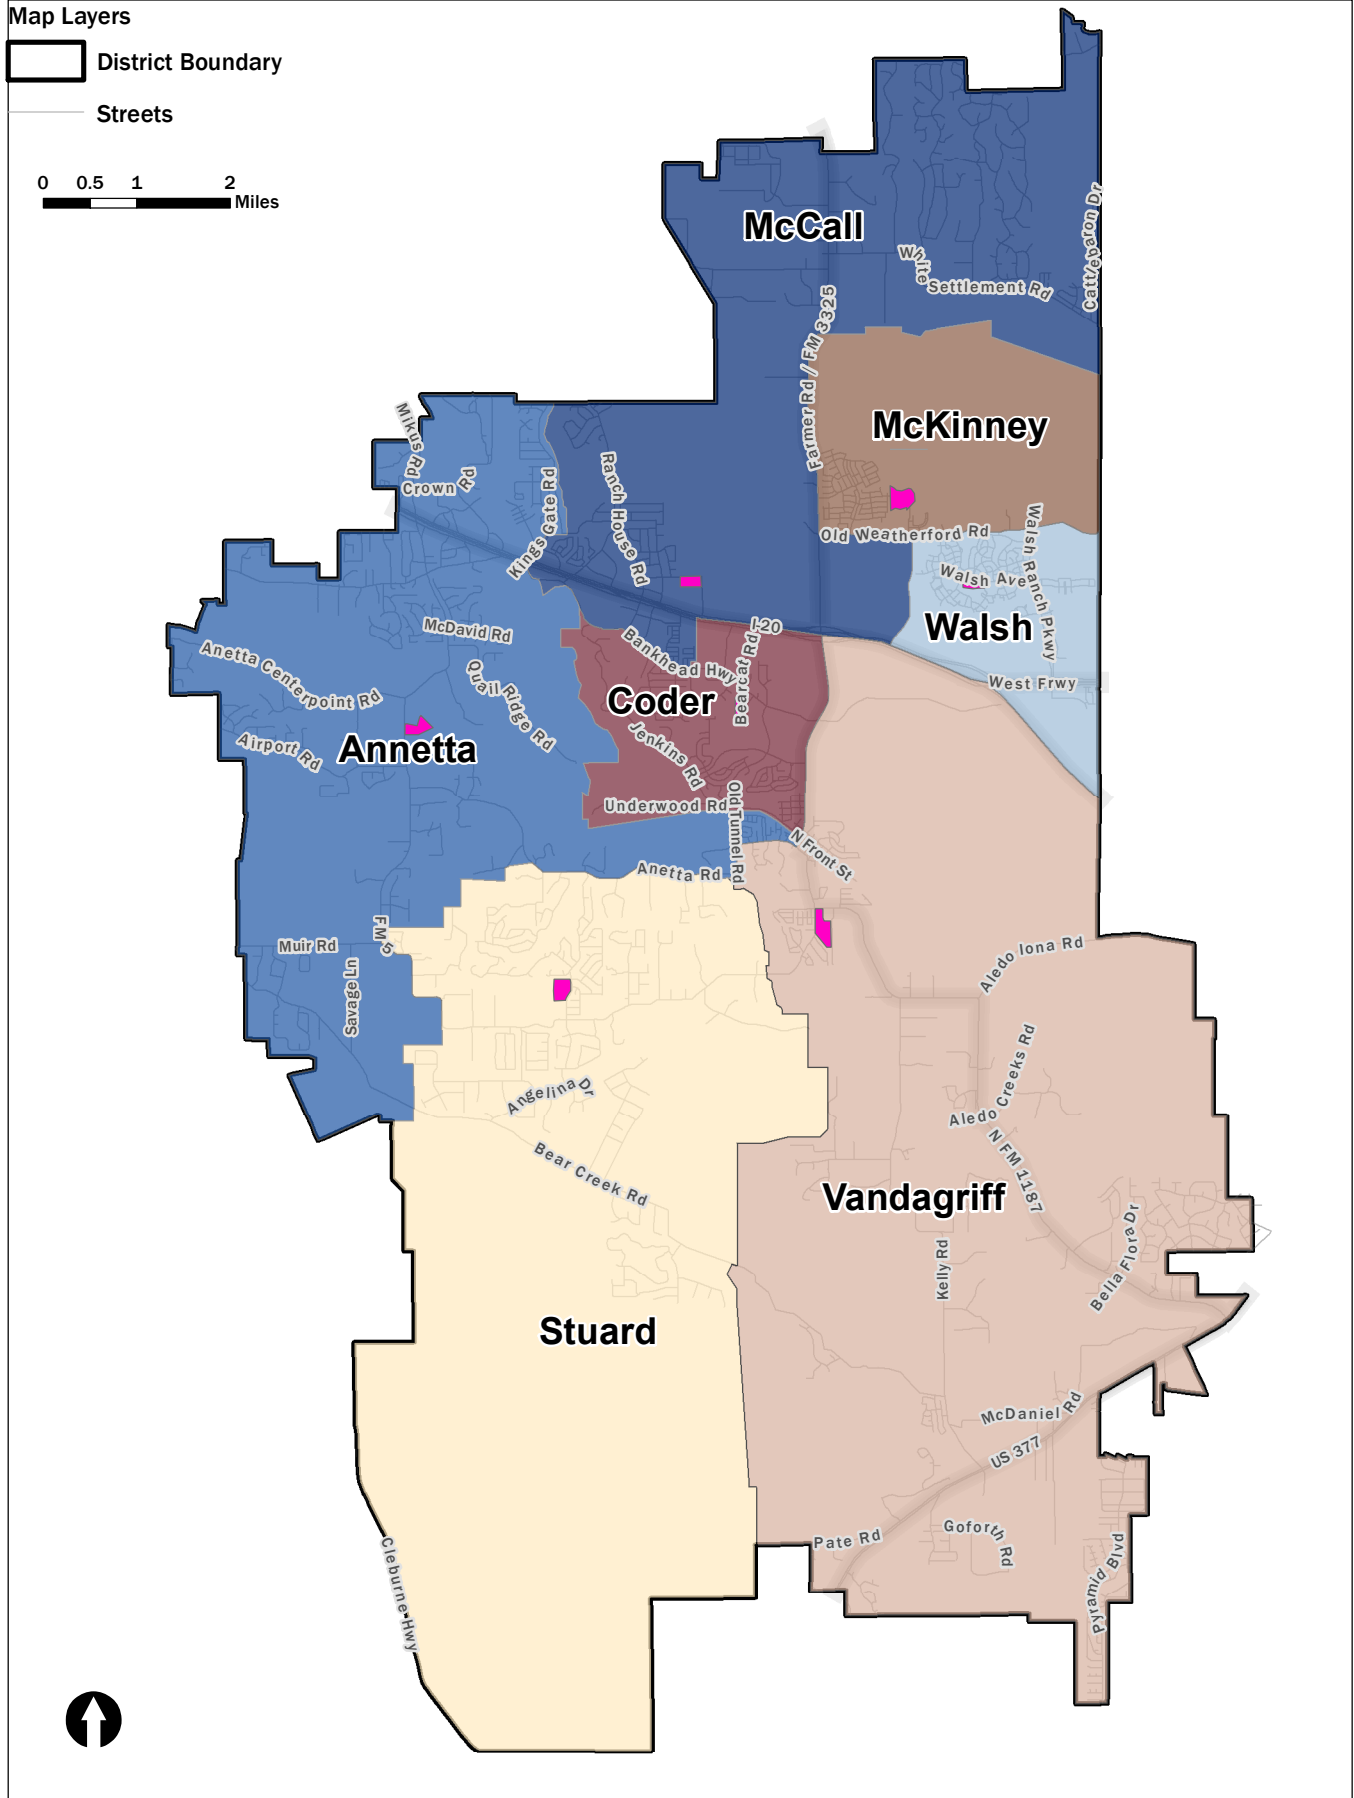 Map Layers
District Boundary
Streets
0 0.5 1 2
Miles
McCall
Cattlebaron Dr
White Settlement Rd
Farmer Rd / FM 3325
McKinney
Mikus Rd
Crown Rd
Kings Gate Rd
Ranch House Rd
Old Weatherford Rd
Walsh Ranch Pkwy
Walsh Ave
Walsh
West Frwy
I-20
McDavid Rd
Bankhead Hwy
Bearcat Rd
Anetta Centerpoint Rd
Quail Ridge Rd
Coder
Annetta
Airport Rd
Jenkins Rd
Underwood Rd
Old Tunnel Rd
N Front St
Anetta Rd
FM 5
Muir Rd
Savage Ln
Aledo Iona Rd
Angelina Dr
Aledo Creeks Rd
N FM 1187
Bear Creek Rd
Vandagriff
Kelly Rd
Bella Flora Dr
Stuard
McDaniel Rd
US 377
Pate Rd
Goforth Rd
Pyramid Blvd
Cleburne Hwy